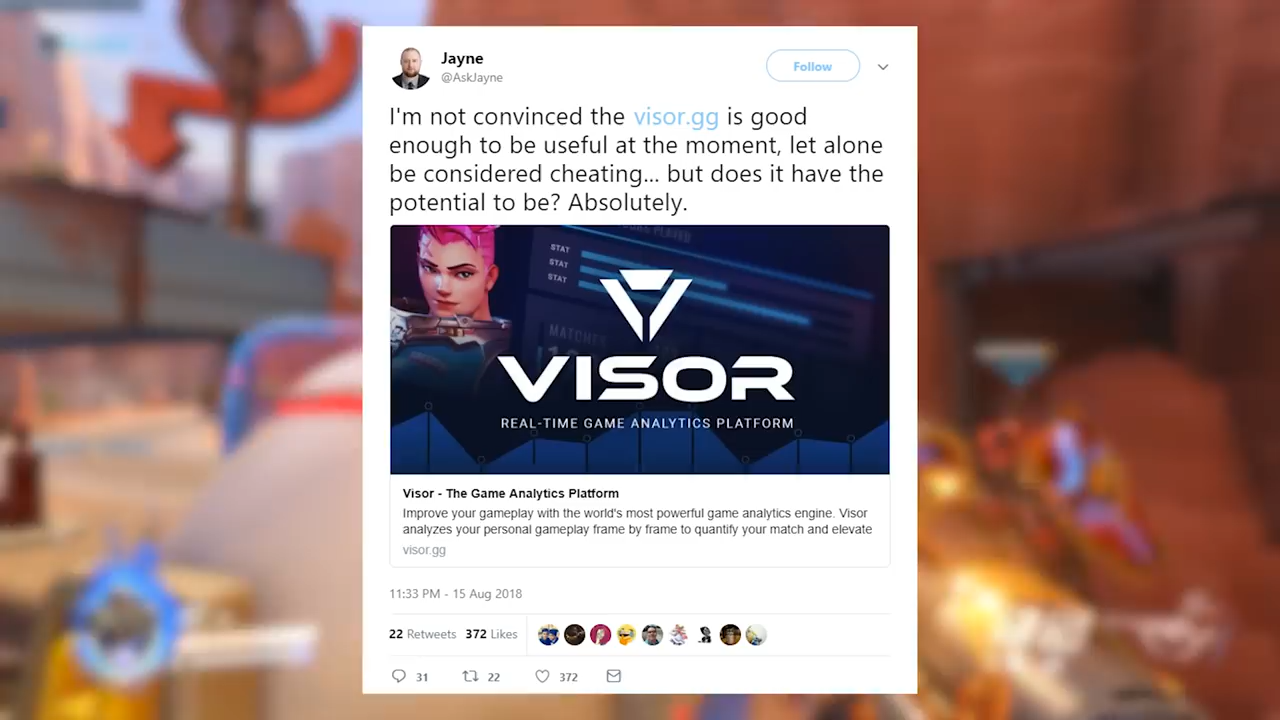 Jayne
@AskJayne
Follow
I'm not convinced the visor.gg is good
enough to be useful at the moment, let alone
be considered cheating... but does it have the
potential to be? Absolutely.
STAT
STAT
STAT
MATCHES
VISOR
REAL-TIME GAME ANALYTICS PLATFORM
Visor - The Game Analytics Platform
Improve your gameplay with the world's most powerful game analytics engine. Visor
analyzes your personal gameplay frame by frame to quantify your match and elevate
visor.gg
11:33 PM - 15 Aug 2018
22 Retweets 372 Likes
31 22 372